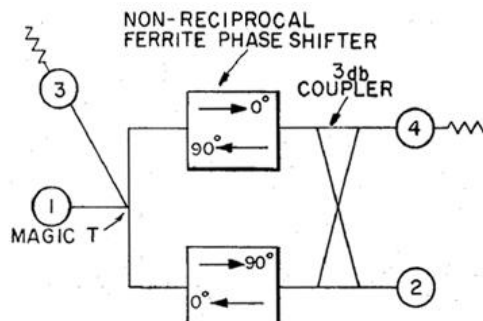 NON-RECIPROCAL
FERRITE PHASE SHIFTER
3db
COUPLER
3
0°
90°
4
1
MAGIC T
90°
0°
2